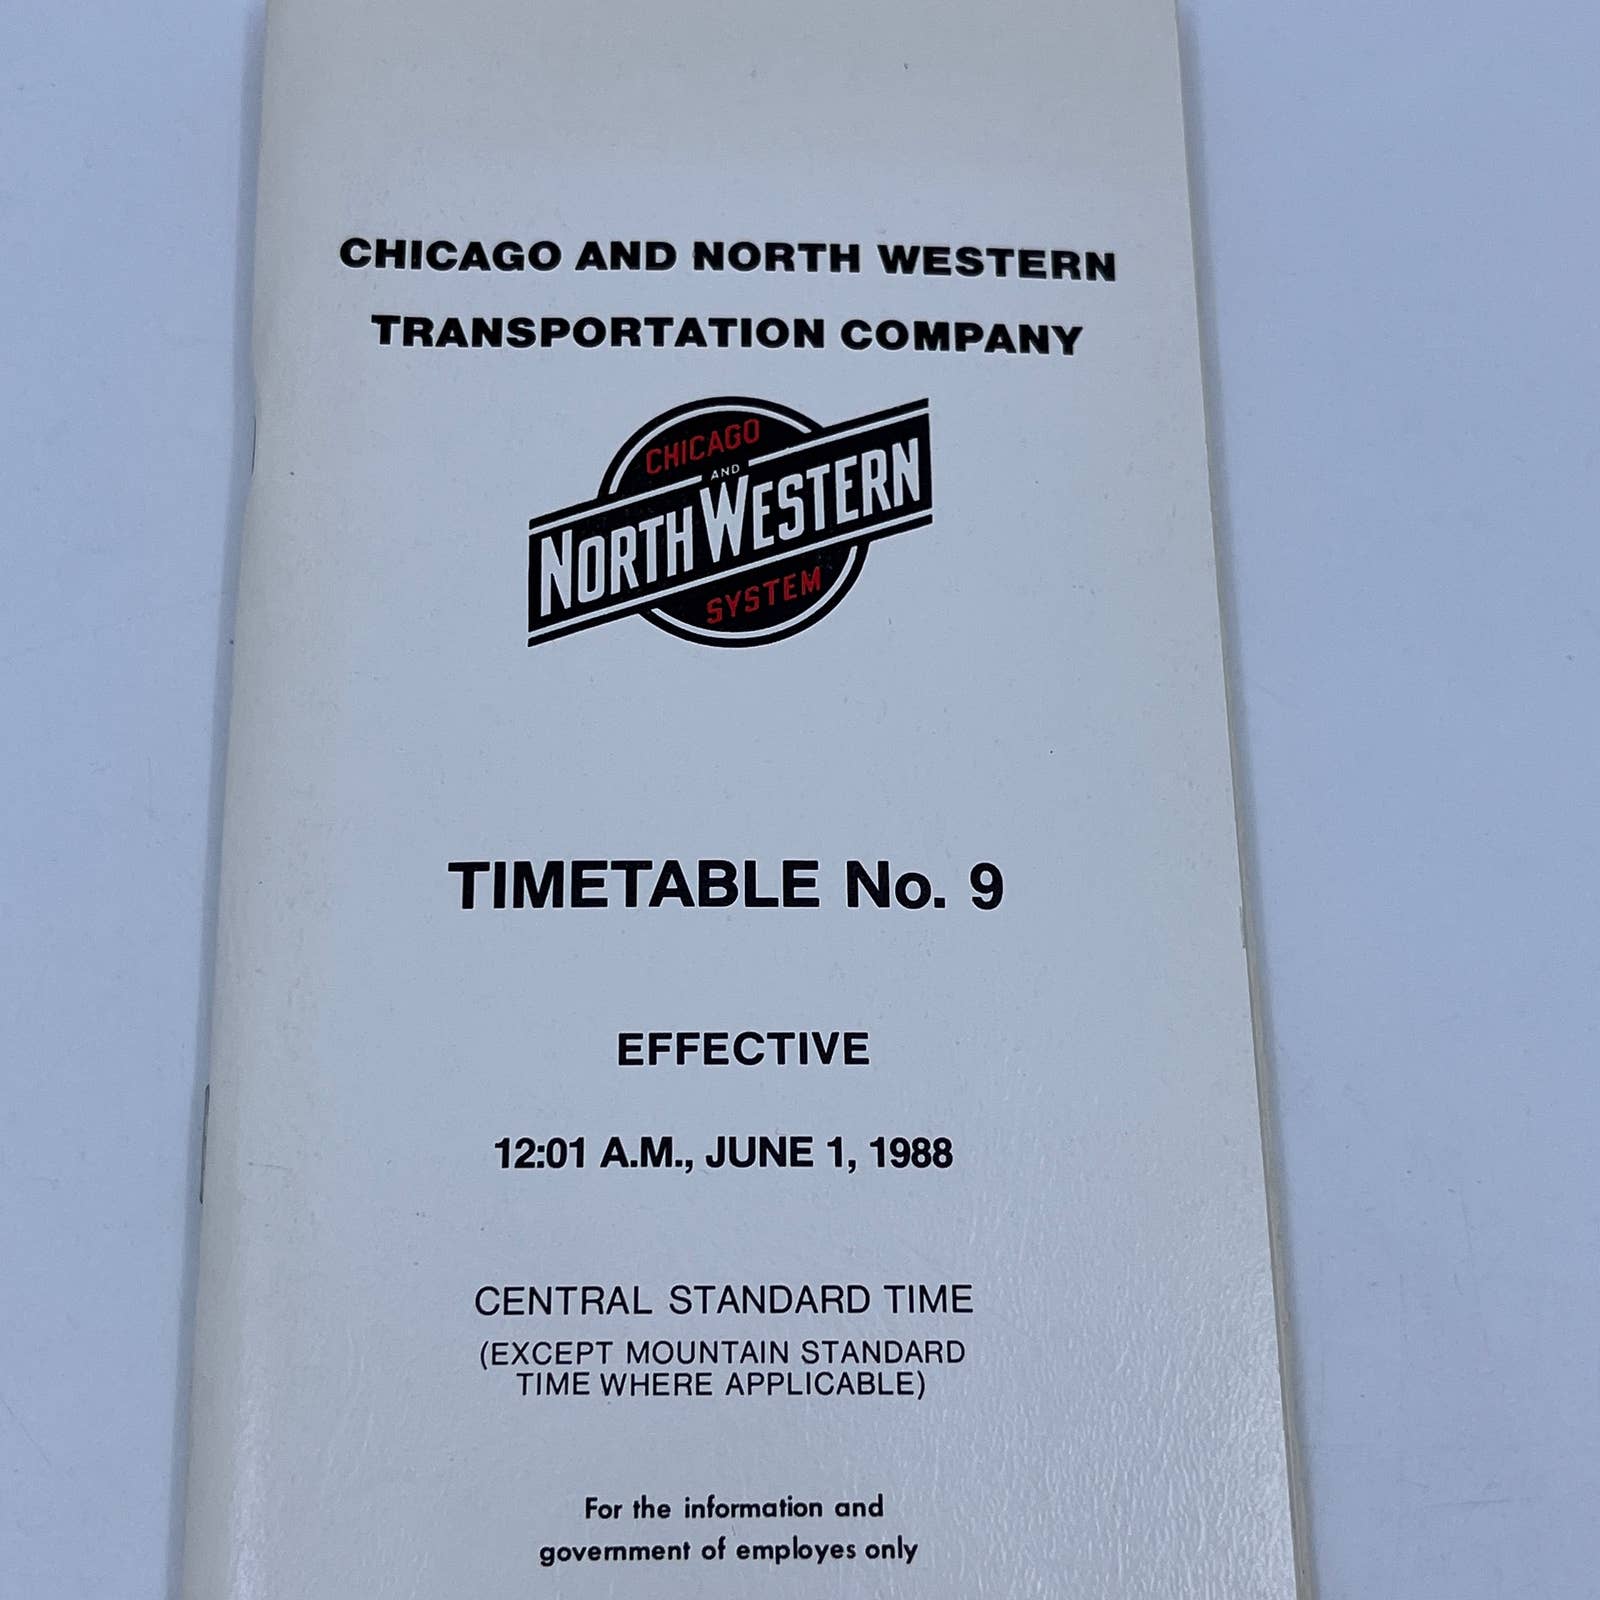 CHICAGO AND NORTH WESTERN
TRANSPORTATION COMPANY
CHICAGO
AND
NORTH WESTERN
SYSTEM
TIMETABLE No. 9
EFFECTIVE
12:01 A.M., JUNE 1, 1988
CENTRAL STANDARD TIME
(EXCEPT MOUNTAIN STANDARD
TIME WHERE APPLICABLE)
For the information and
government of employes only